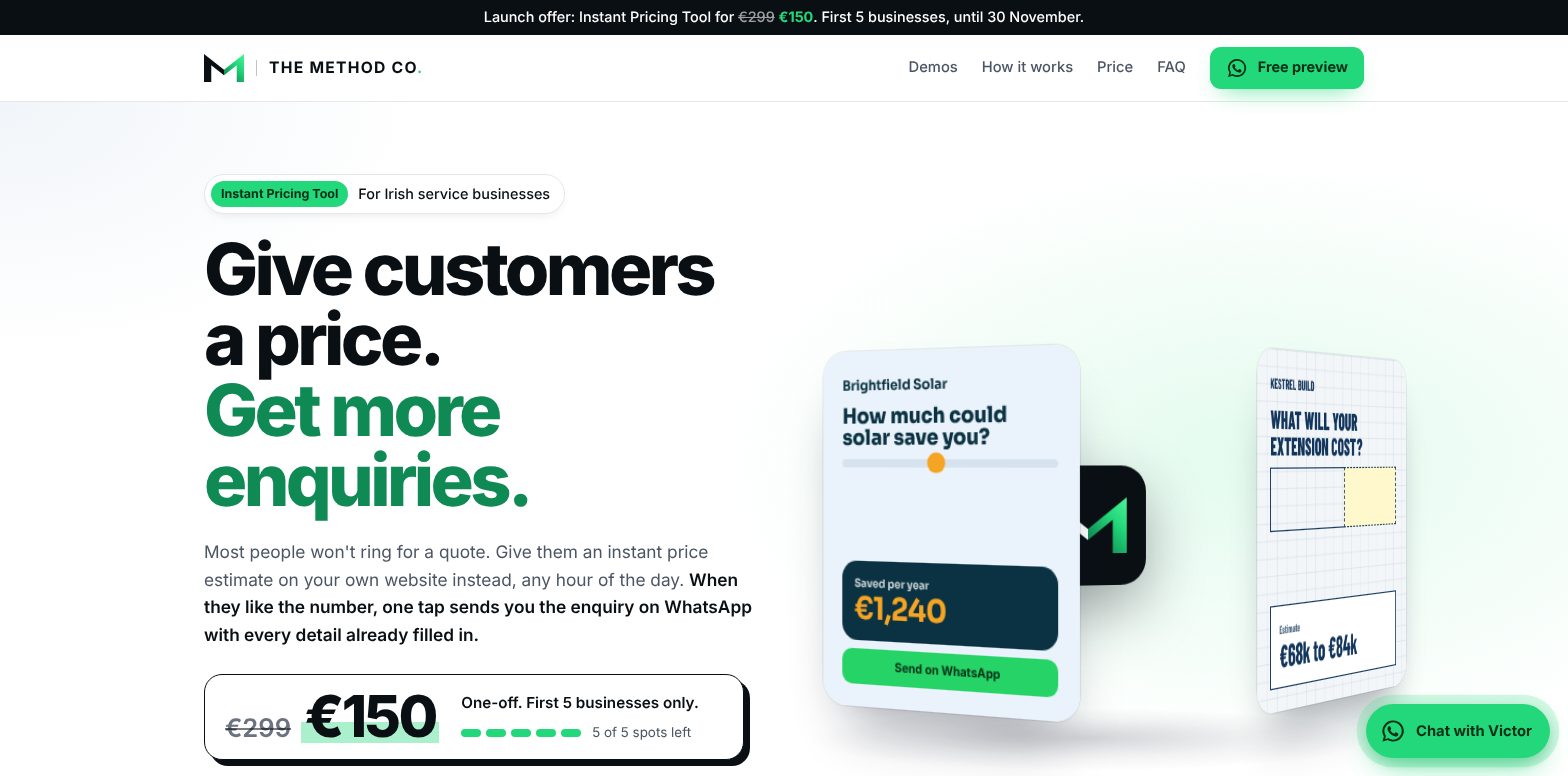 Launch offer: Instant Pricing Tool for €299 €150. First 5 businesses, until 30 November.
THE METHOD CO.
Demos
How it works
Price
FAQ
Free preview
Instant Pricing Tool
For Irish service businesses
Give customers
a price.
Get more
enquiries.
Most people won't ring for a quote. Give them an instant price
estimate on your own website instead, any hour of the day. When
they like the number, one tap sends you the enquiry on WhatsApp
with every detail already filled in.
€299
€150
One-off. First 5 businesses only.
5 of 5 spots left
Brightfield Solar
How much could
solar save you?
Saved per year
€1,240
Send on WhatsApp
KESTREL BUILD
WHAT WILL YOUR
EXTENSION COST?
Estimate
€68k to €84k
Chat with Victor